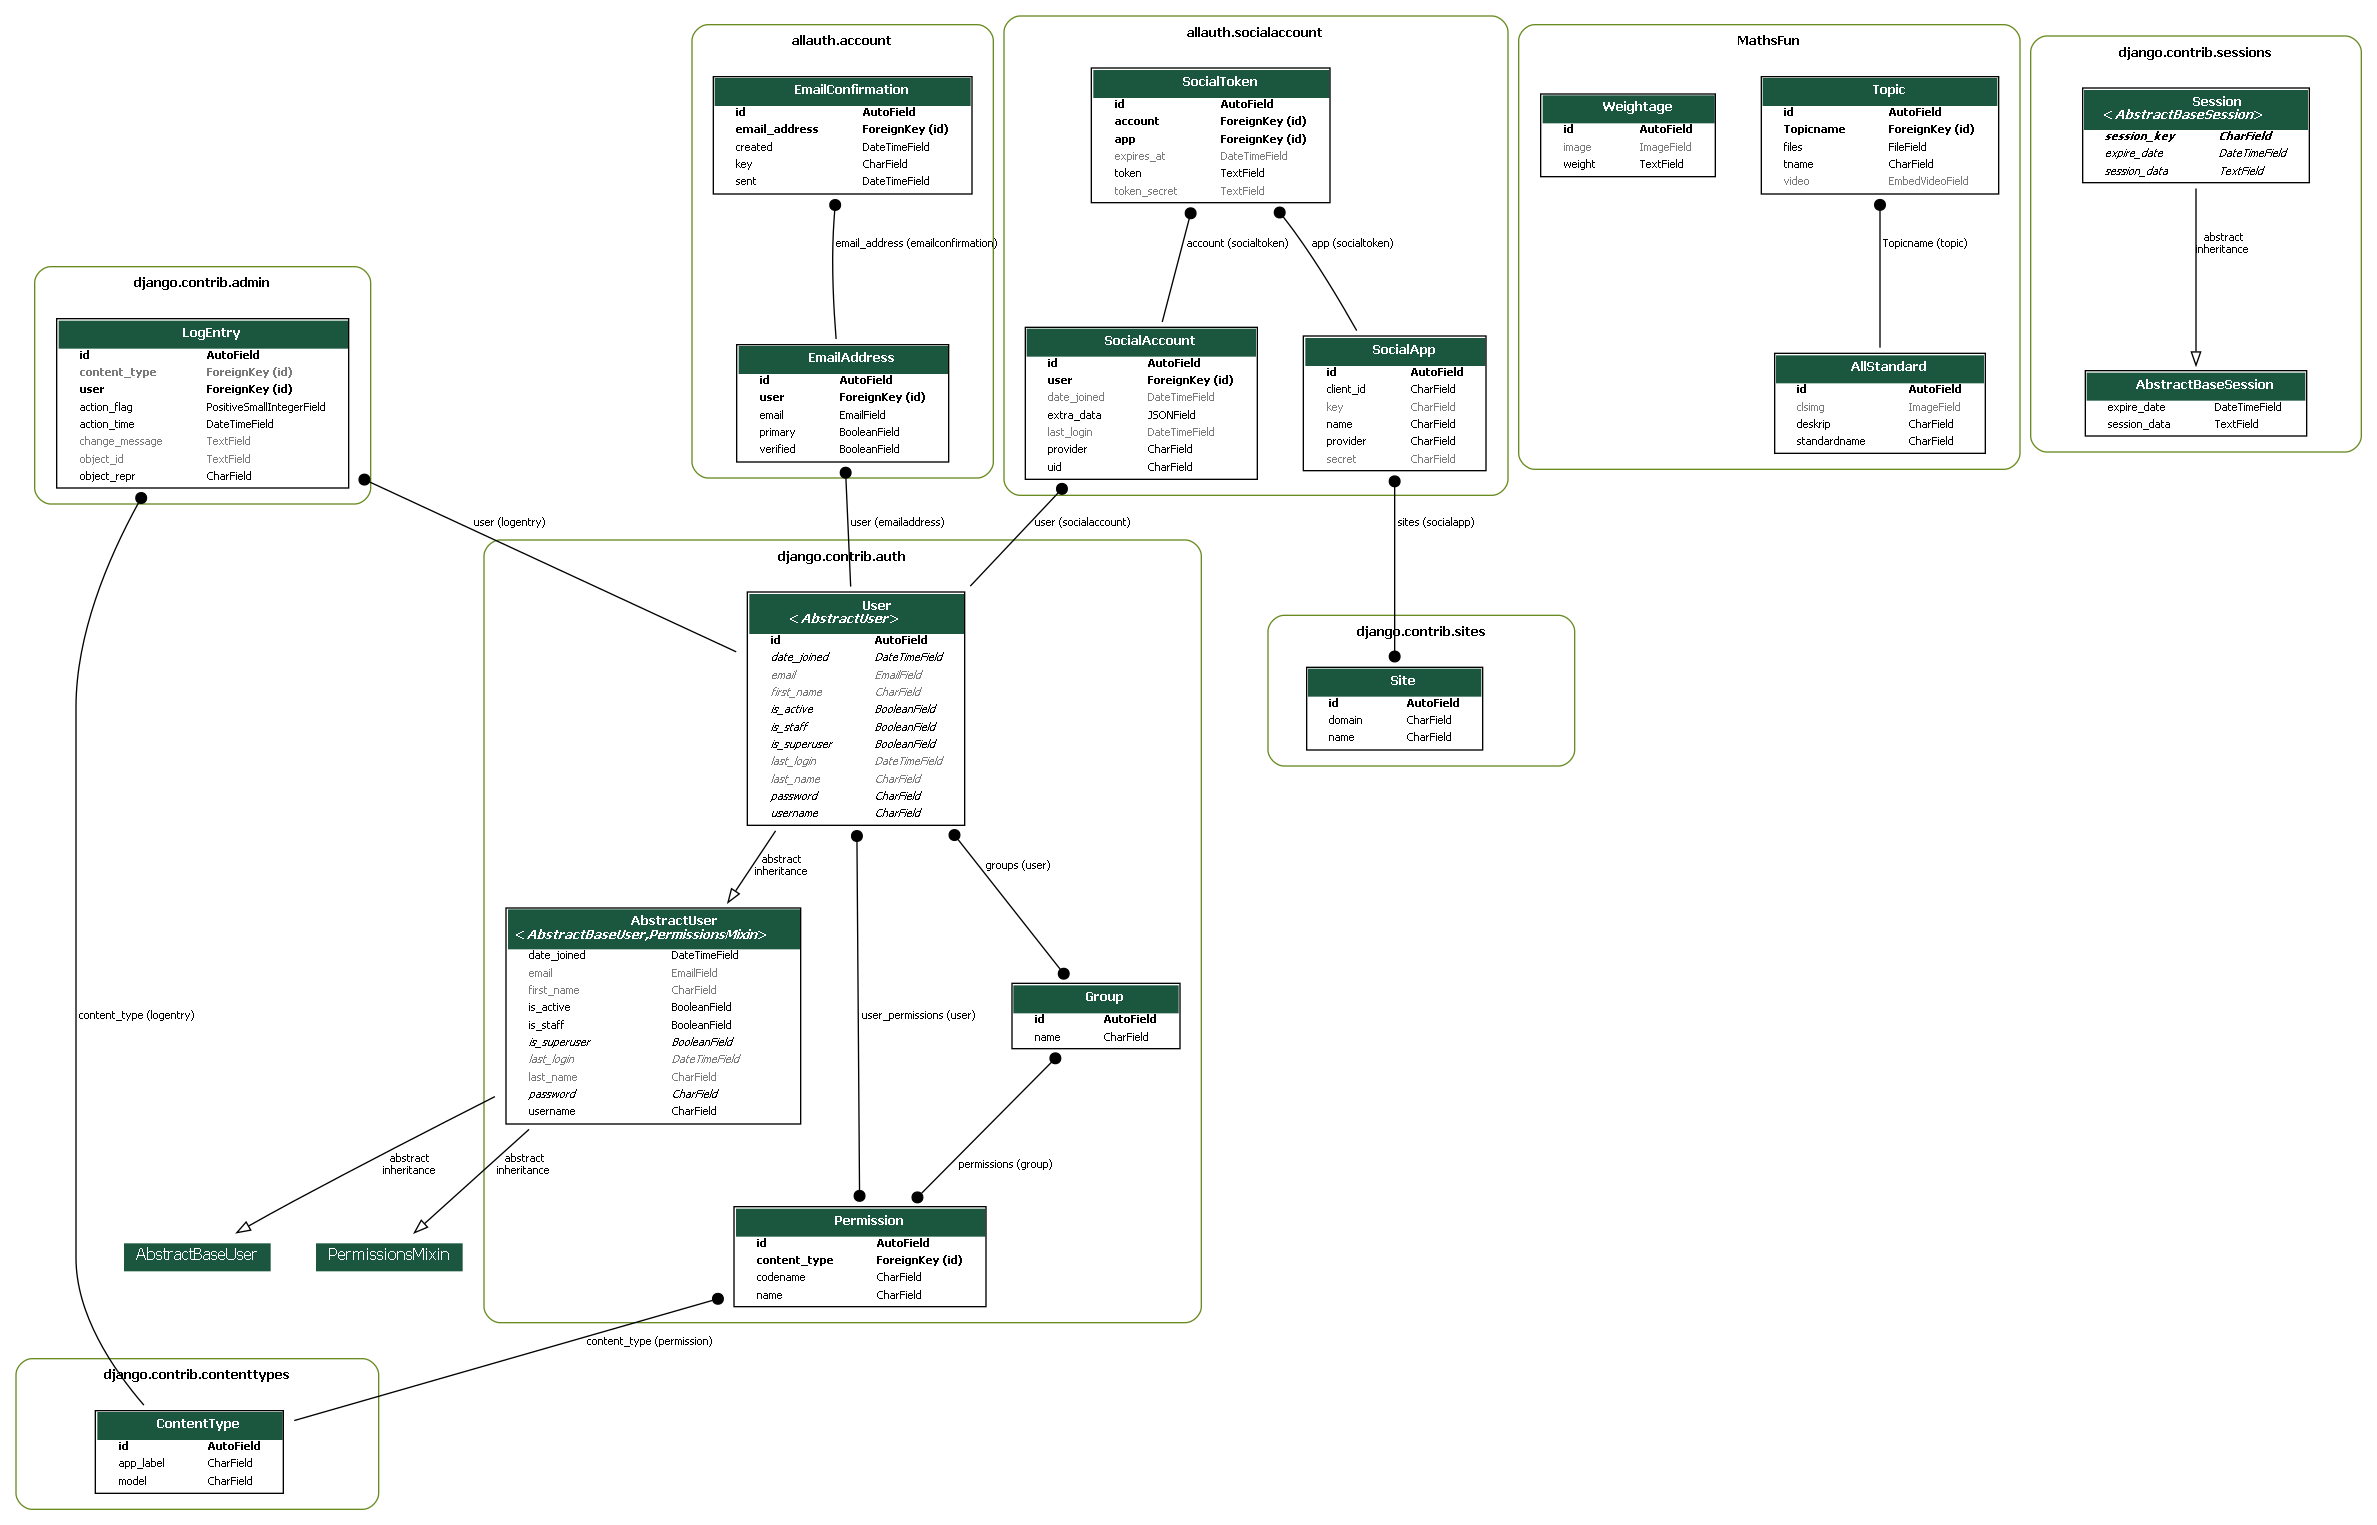 allauth.account
EmailConfirmation
id AutoField
email_address ForeignKey (id)
created DateTimeField
key CharField
sent DateTimeField
email_address (emailconfirmation)
EmailAddress
id AutoField
user ForeignKey (id)
email EmailField
primary BooleanField
verified BooleanField
allauth.socialaccount
SocialToken
id AutoField
account ForeignKey (id)
app ForeignKey (id)
expires_at DateTimeField
token TextField
token_secret TextField
account (socialtoken)
app (socialtoken)
SocialAccount
id AutoField
user ForeignKey (id)
date_joined DateTimeField
extra_data JSONField
last_login DateTimeField
provider CharField
uid CharField
SocialApp
id AutoField
client_id CharField
key CharField
name CharField
provider CharField
secret CharField
MathsFun
Weightage
id AutoField
image ImageField
weight TextField
Topic
id AutoField
Topicname ForeignKey (id)
files FileField
tname CharField
video EmbedVideoField
Topicname (topic)
AllStandard
id AutoField
clsimg ImageField
deskrip CharField
standardname CharField
django.contrib.sessions
Session
<AbstractBaseSession>
session_key CharField
expire_date DateTimeField
session_data TextField
abstract
inheritance
AbstractBaseSession
expire_date DateTimeField
session_data TextField
django.contrib.admin
LogEntry
id AutoField
content_type ForeignKey (id)
user ForeignKey (id)
action_flag PositiveSmallIntegerField
action_time DateTimeField
change_message TextField
object_id TextField
object_repr CharField
user (logentry)
user (emailaddress)
user (socialaccount)
sites (socialapp)
django.contrib.auth
User
<AbstractUser>
id AutoField
date_joined DateTimeField
email EmailField
first_name CharField
is_active BooleanField
is_staff BooleanField
is_superuser BooleanField
last_login DateTimeField
last_name CharField
password CharField
username CharField
django.contrib.sites
Site
id AutoField
domain CharField
name CharField
abstract
inheritance
groups (user)
AbstractUser
<AbstractBaseUser,PermissionsMixin>
date_joined DateTimeField
email EmailField
first_name CharField
is_active BooleanField
is_staff BooleanField
is_superuser BooleanField
last_login DateTimeField
last_name CharField
password CharField
username CharField
content_type (logentry)
user_permissions (user)
Group
id AutoField
name CharField
abstract
inheritance
abstract
inheritance
permissions (group)
AbstractBaseUser
PermissionsMixin
Permission
id AutoField
content_type ForeignKey (id)
codename CharField
name CharField
content_type (permission)
django.contrib.contenttypes
ContentType
id AutoField
app_label CharField
model CharField